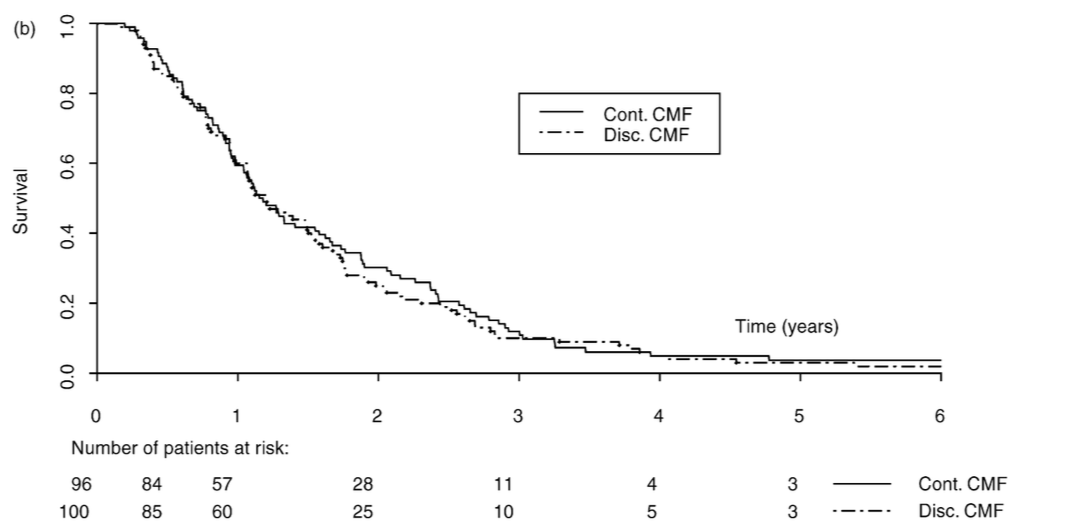 (b)
1.0
0.8
0.6
0.4
0.2
0.0
Survival
Cont. CMF
Disc. CMF
Time (years)
0 1 2 3 4 5 6
Number of patients at risk:
96 84 57 28 11 4 3 Cont. CMF
100 85 60 25 10 5 3 Disc. CMF